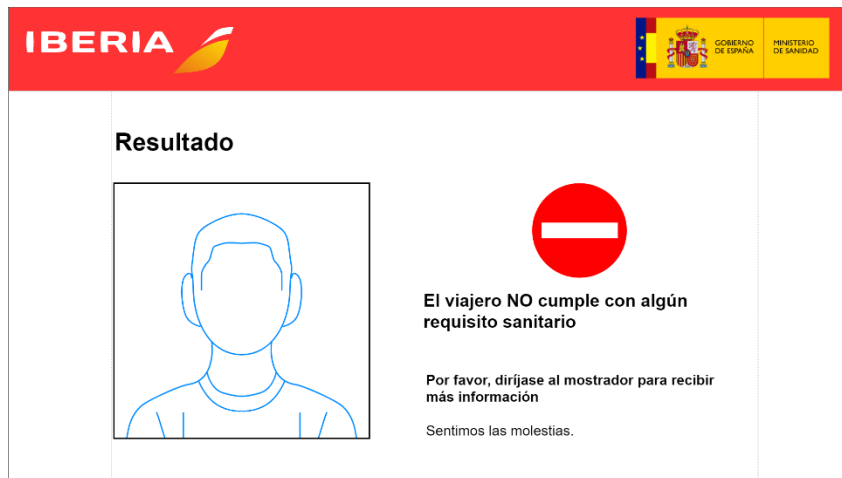 IBERIA
GOBIERNO
DE ESPAÑA
MINISTERIO
DE SANIDAD
Resultado
El viajero NO cumple con algún
requisito sanitario
Por favor, diríjase al mostrador para recibir
más información
Sentimos las molestias.